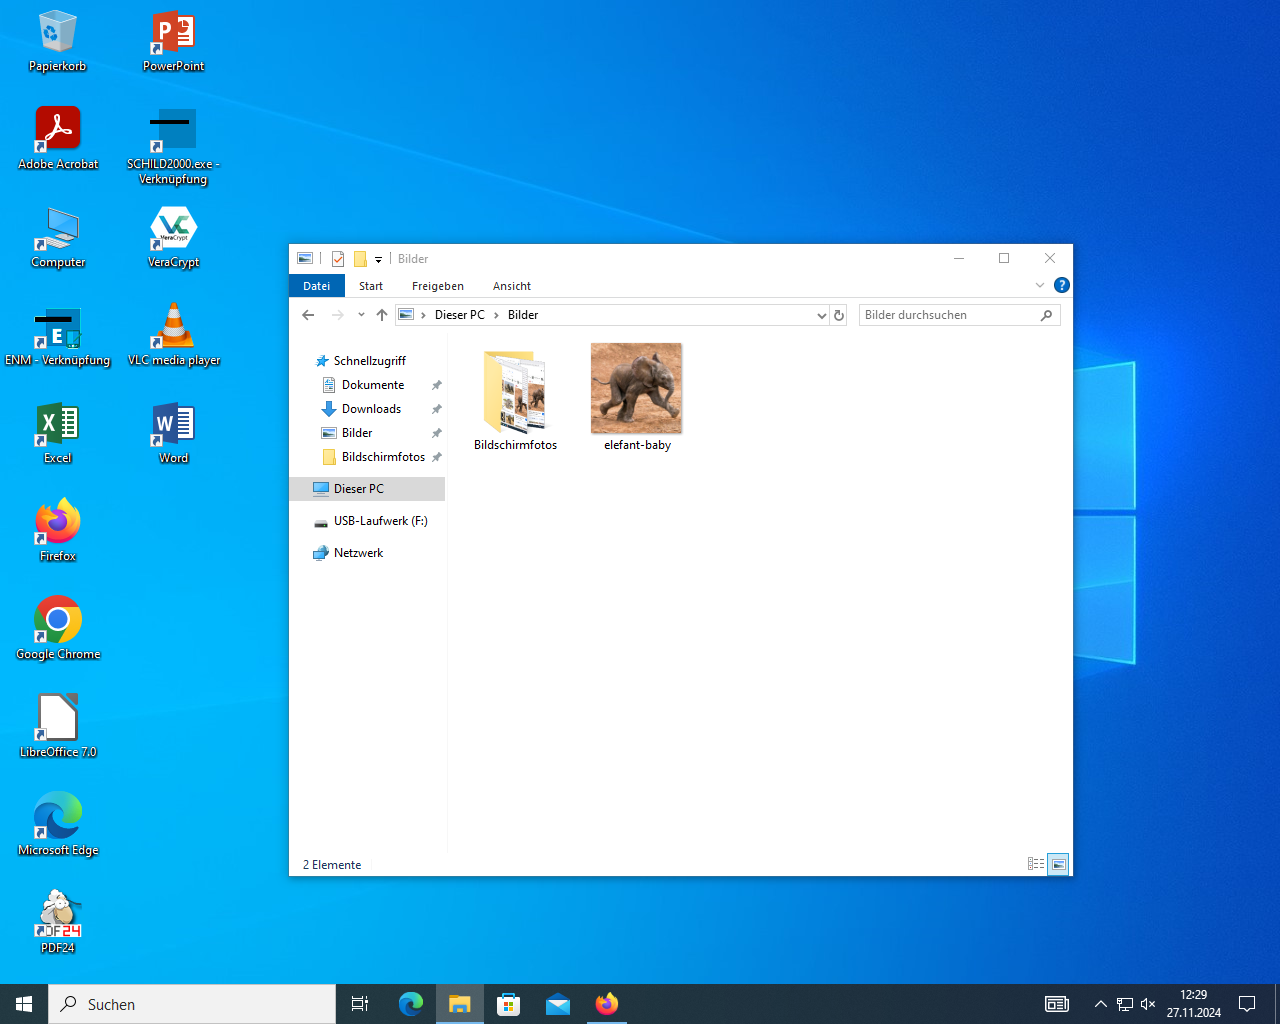 Papierkorb
PowerPoint
Adobe Acrobat
SCHILD2000.exe -
Verknüpfung
Computer
VeraCrypt
VeraCrypt
ENM - Verknüpfung
VLC media player
Excel
Word
Firefox
Google Chrome
LibreOffice 7.0
Microsoft Edge
PDF24
PDF24
Bilder
Datei
Start
Freigeben
Ansicht
Dieser PC
Bilder
Bilder durchsuchen
Schnellzugriff
Dokumente
Downloads
Bilder
Bildschirmfotos
Dieser PC
USB-Laufwerk (F:)
Netzwerk
Bildschirmfotos
elefant-baby
2 Elemente
Suchen
12:29
27.11.2024